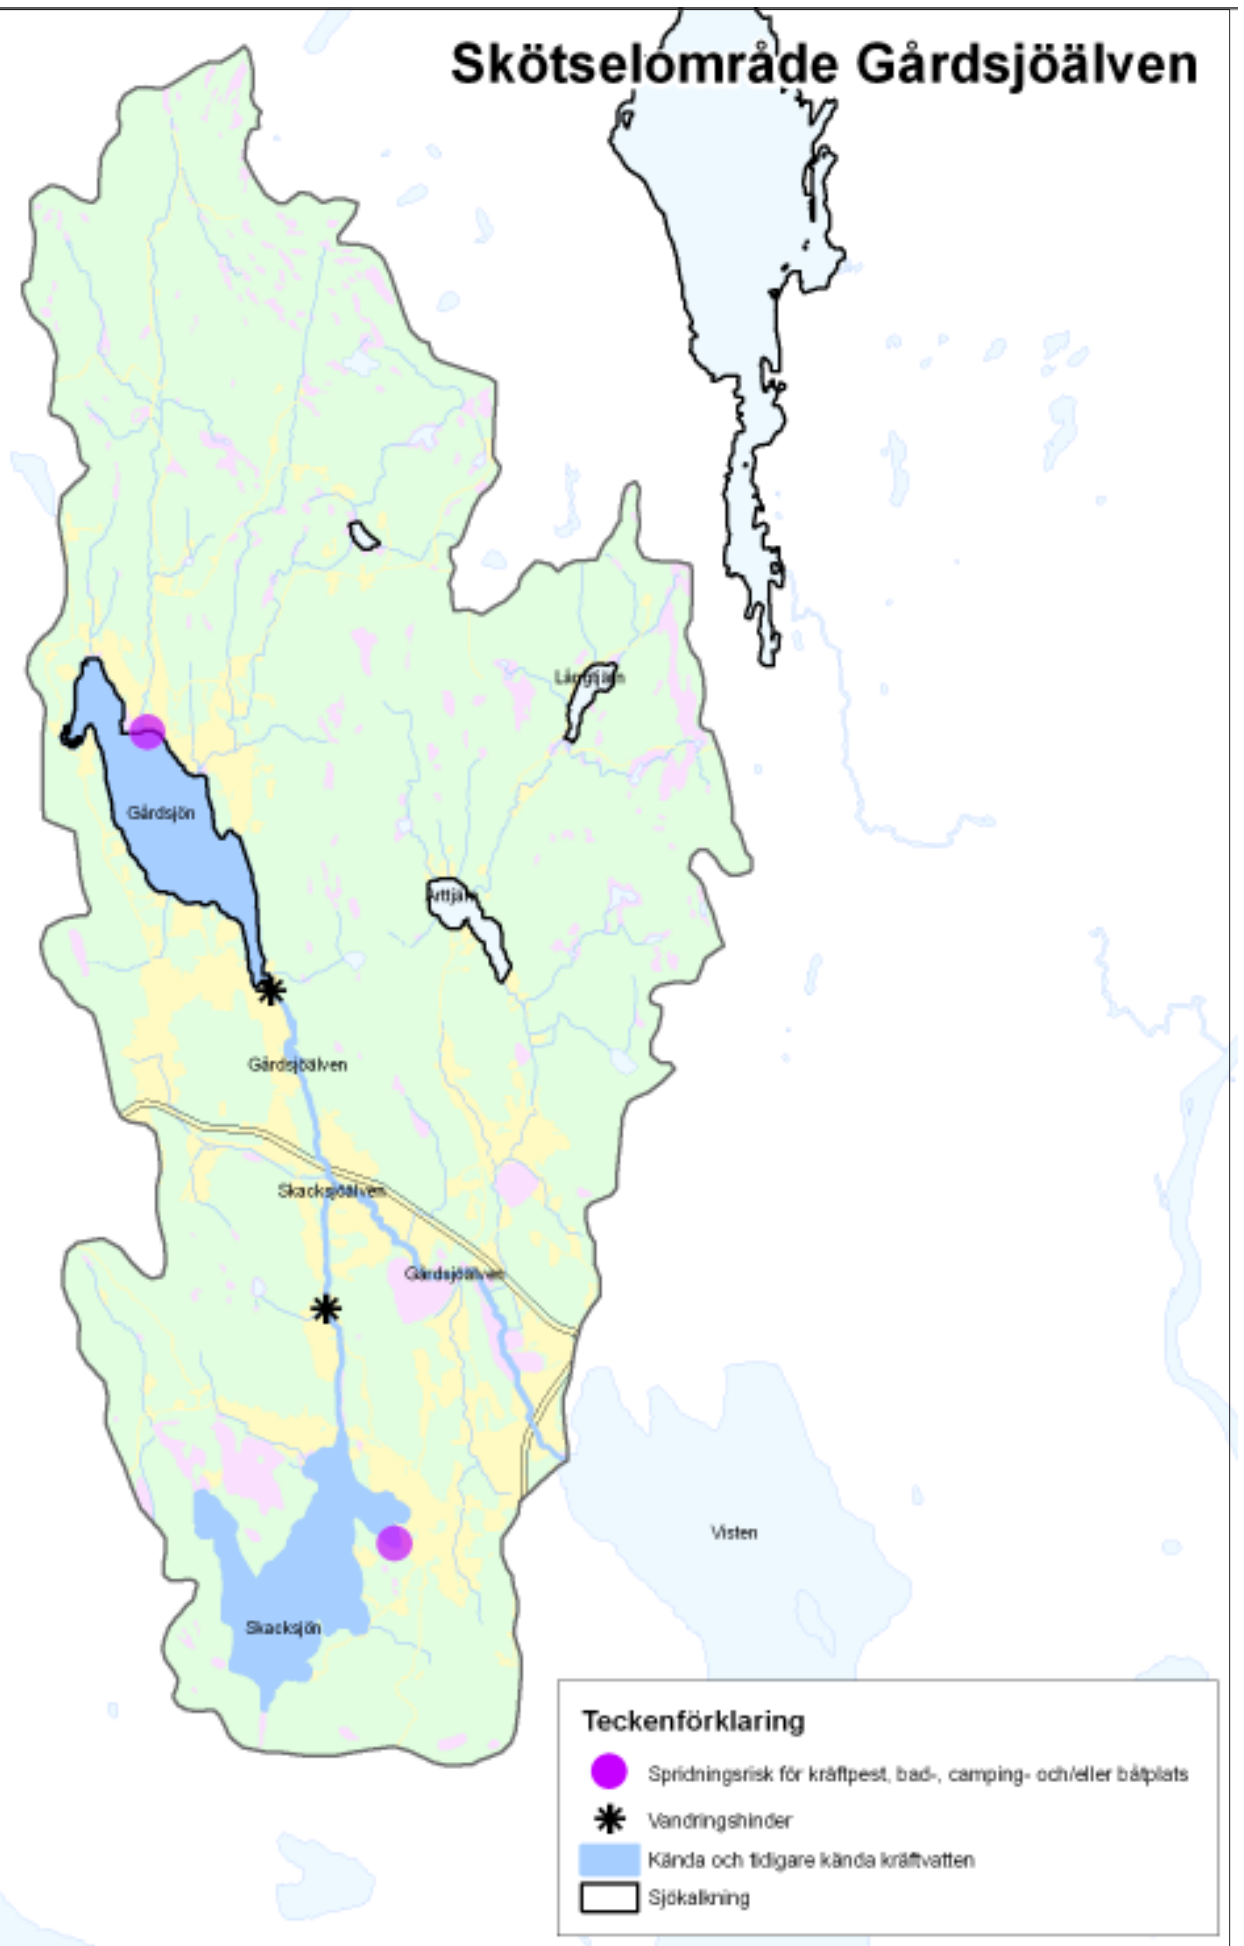 Skötselområde Gårdsjöälven
Långtjärn
Gårdsjön
Gårdsjöälven
Skacksjöälven
Gårdsjöälven
Visten
Skacksjön
Teckenförklaring
Spridningsrisk för kräftpest, bad-, camping- och/eller båtplats
Vandringshinder
Kända och tidigare kända kräftvatten
Sjökalkning